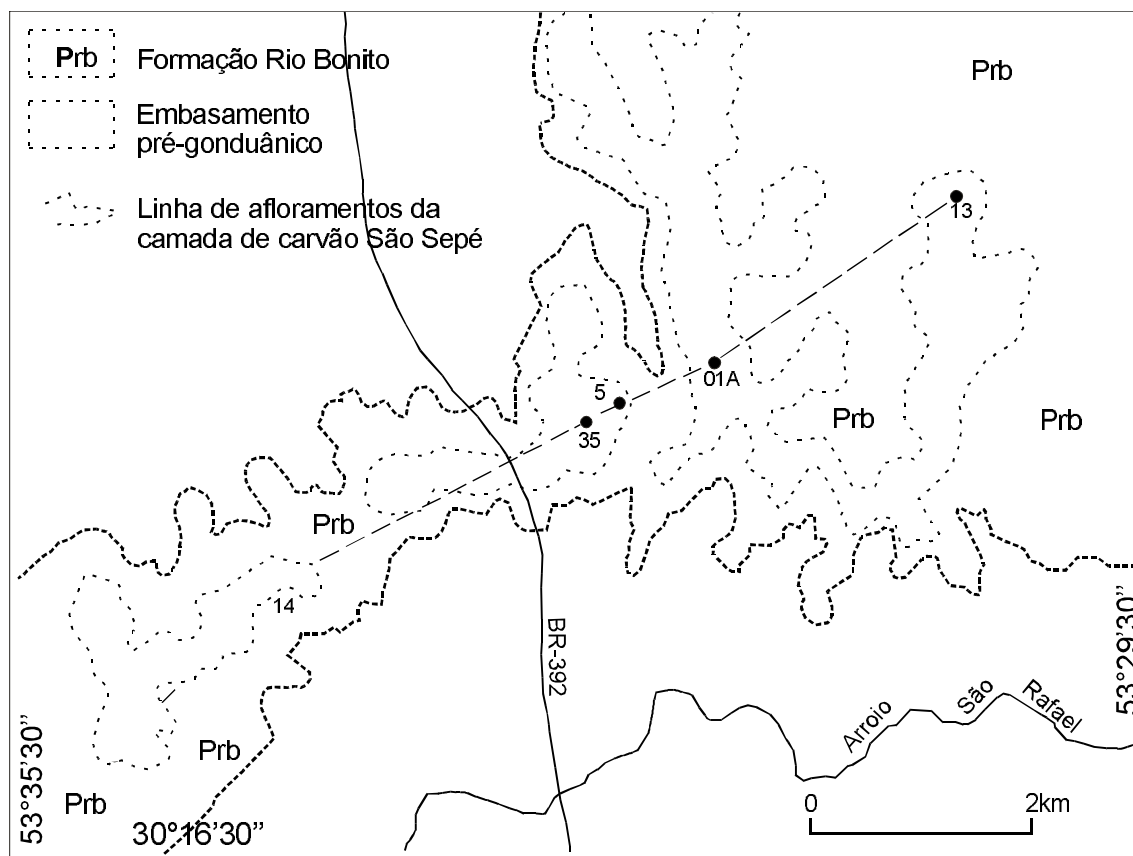 Prb
Formação Rio Bonito
Embasamento
pré-gonduânico
Linha de afloramentos da
camada de carvão São Sepé
Prb
13
01A
5
35
Prb
Prb
Prb
14
BR-392
53°29'30”
Arroio São Rafael
Prb
53°35'30”
Prb
30°16'30”
0
2km